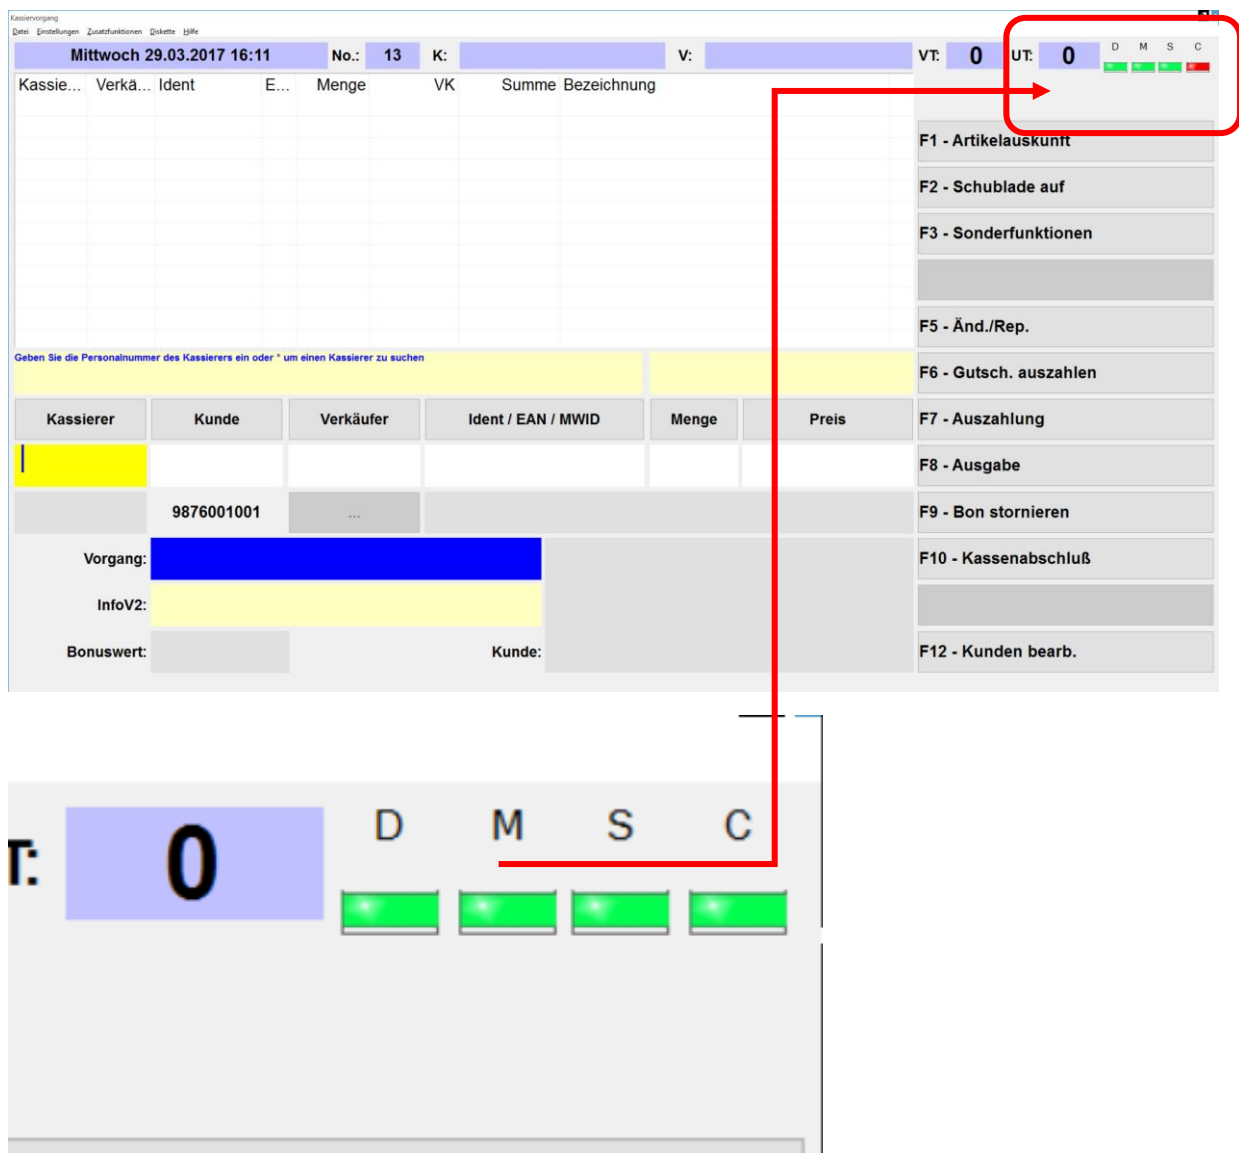 Kassiervorgang
Datei Einstellungen Zusatzfunktionen Diskette Hilfe
Mittwoch 29.03.2017 16:11 No.: 13 K: V: VT: 0 UT: 0 D M S C
Kassie... Verkä... Ident E... Menge VK Summe Bezeichnung
F1 - Artikelauskunft
F2 - Schublade auf
F3 - Sonderfunktionen
F5 - Änd./Rep.
Geben Sie die Personalnummer des Kassierers ein oder * um einen Kassierer zu suchen
F6 - Gutsch. auszahlen
Kassierer Kunde Verkäufer Ident / EAN / MWID Menge Preis F7 - Auszahlung
F8 - Ausgabe
9876001001 ... F9 - Bon stornieren
Vorgang: F10 - Kassenabschluß
InfoV2:
Bonuswert: Kunde: F12 - Kunden bearb.
T: 0 D M S C